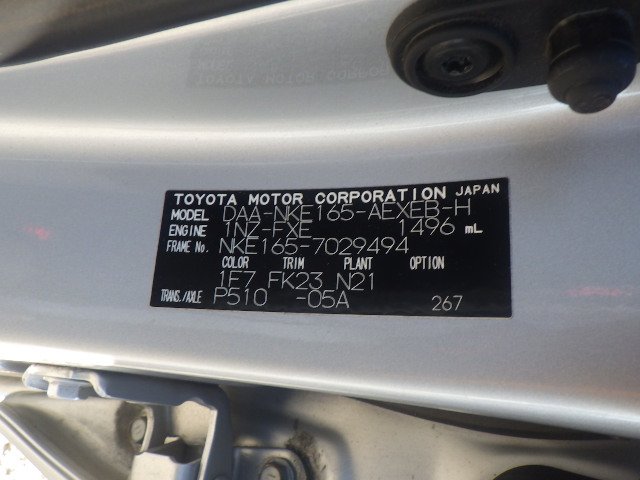 TOYOTA MOTOR CORPORATION JAPAN
MODEL DAA-NKE165-AEXEB-H
ENGINE 1NZ-FXE 1496 mL
FRAME No. NKE165-7029494
COLOR TRIM PLANT OPTION
1F7 FK23 N21
TRANS./AXLE P510 -05A 267